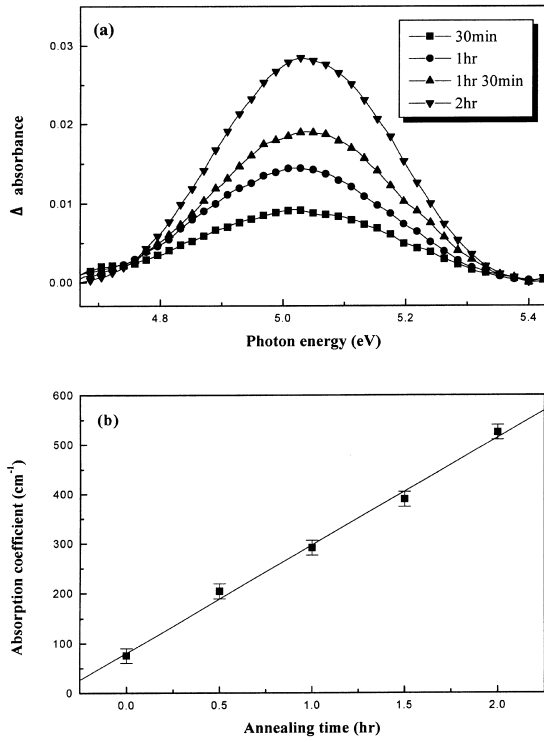 (a)
30min
1hr
1hr 30min
2hr
0.03
0.02
0.01
0.00
Δ absorbance
4.8
5.0
5.2
5.4
Photon energy (eV)
(b)
600
500
400
300
200
100
0
Absorption coefficient (cm⁻¹)
0.0
0.5
1.0
1.5
2.0
Annealing time (hr)